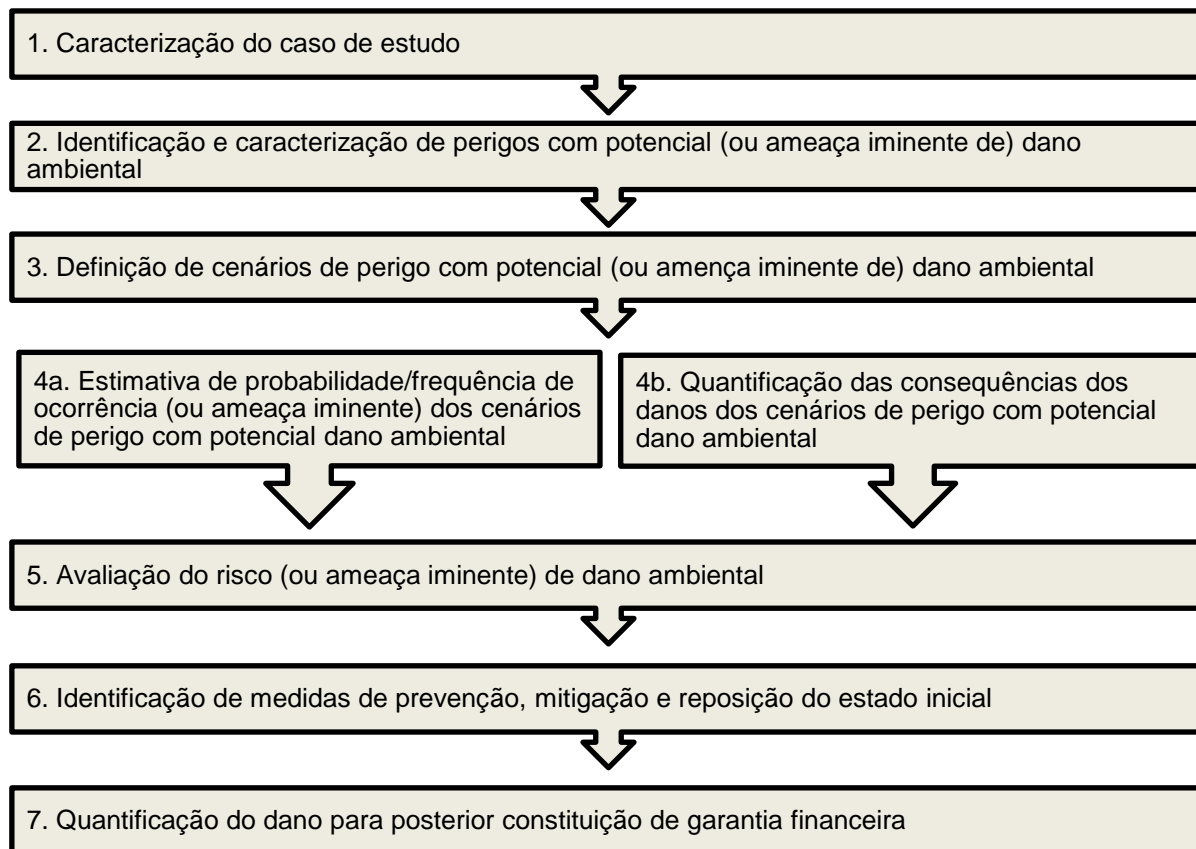 1. Caracterização do caso de estudo
2. Identificação e caracterização de perigos com potencial (ou ameaça iminente de) dano
ambiental
3. Definição de cenários de perigo com potencial (ou amença iminente de) dano ambiental
4a. Estimativa de probabilidade/frequência de
ocorrência (ou ameaça iminente) dos cenários
de perigo com potencial dano ambiental
4b. Quantificação das consequências dos
danos dos cenários de perigo com potencial
dano ambiental
5. Avaliação do risco (ou ameaça iminente) de dano ambiental
6. Identificação de medidas de prevenção, mitigação e reposição do estado inicial
7. Quantificação do dano para posterior constituição de garantia financeira